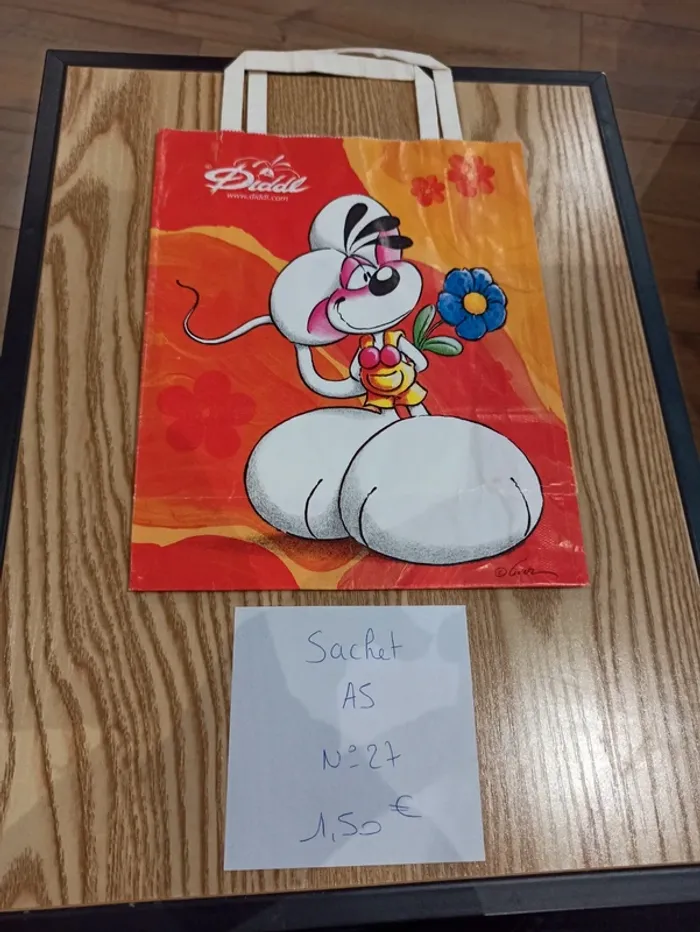 Diddl
www.diddl.com
Sachet
A5
N° 27
1,50 €